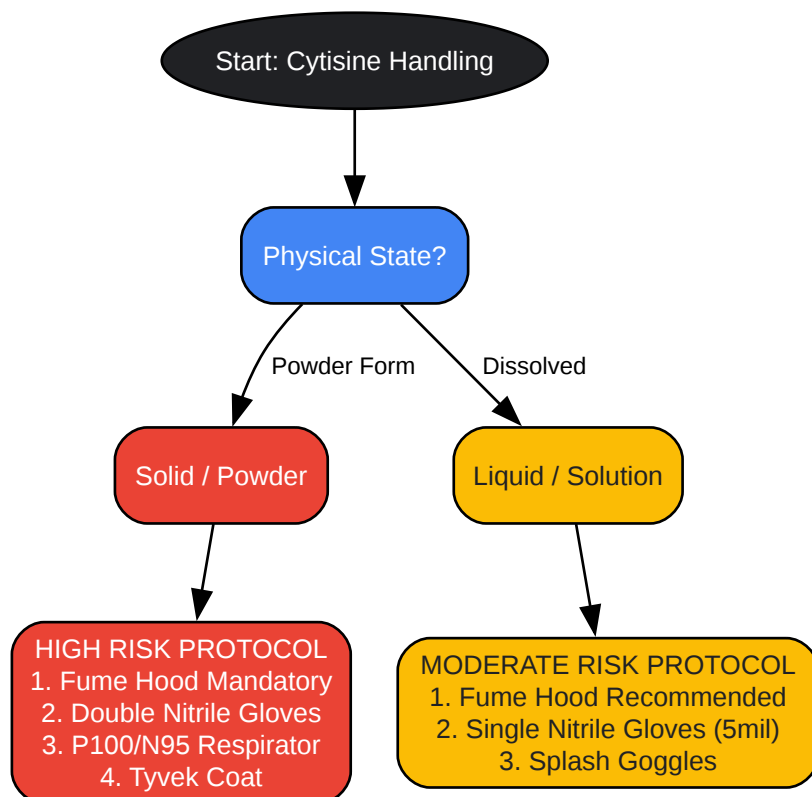 Start: Cytisine Handling
Physical State?
Powder Form
Dissolved
Solid / Powder
Liquid / Solution
HIGH RISK PROTOCOL
1. Fume Hood Mandatory
2. Double Nitrile Gloves
3. P100/N95 Respirator
4. Tyvek Coat
MODERATE RISK PROTOCOL
1. Fume Hood Recommended
2. Single Nitrile Gloves (5mil)
3. Splash Goggles